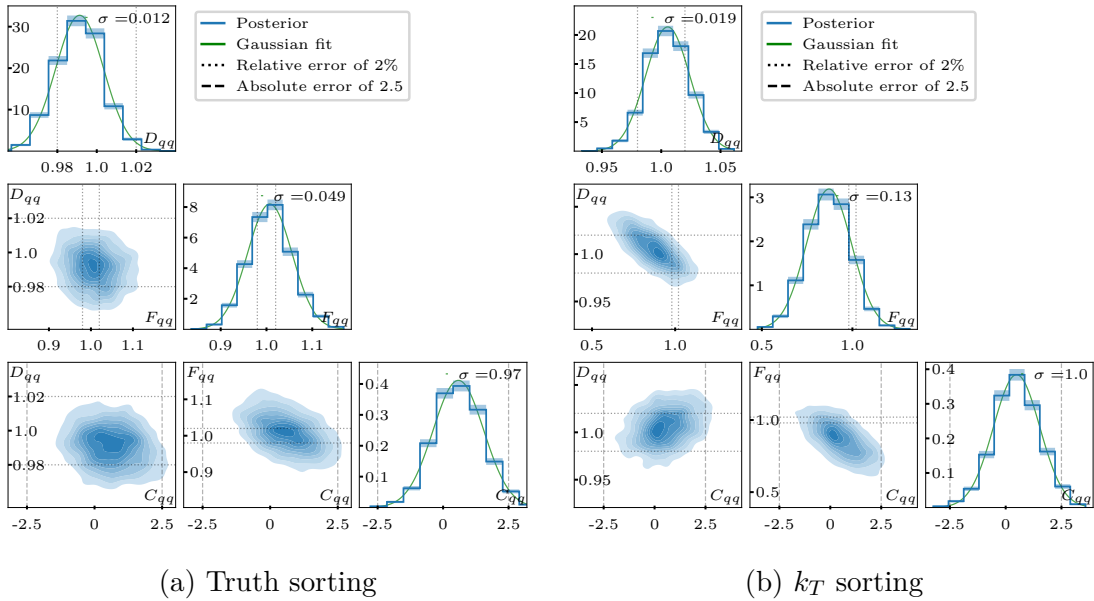 σ =0.012
30
20
10
D_qq
0.98 1.0 1.02
Posterior
Gaussian fit
Relative error of 2%
Absolute error of 2.5
D_qq
1.02
1.0
0.98
F_qq
0.9 1.0 1.1
σ =0.049
8
6
4
2
F_qq
0.9 1.0 1.1
D_qq
1.02
1.0
0.98
C_qq
-2.5 0 2.5
F_qq
1.1
1.0
0.9
C_qq
-2.5 0 2.5
σ =0.97
0.4
0.3
0.2
0.1
C_qq
-2.5 0 2.5
(a) Truth sorting
σ =0.019
20
15
10
5
D_qq
0.95 1.0 1.05
Posterior
Gaussian fit
Relative error of 2%
Absolute error of 2.5
D_qq
1.0
0.95
F_qq
0.5 1.0
σ =0.13
3
2
1
F_qq
0.5 1.0
D_qq
1.0
0.95
C_qq
-2.5 0 2.5
F_qq
1.0
0.5
C_qq
-2.5 0 2.5
σ =1.0
0.4
0.3
0.2
0.1
C_qq
-2.5 0 2.5
(b) k_T sorting